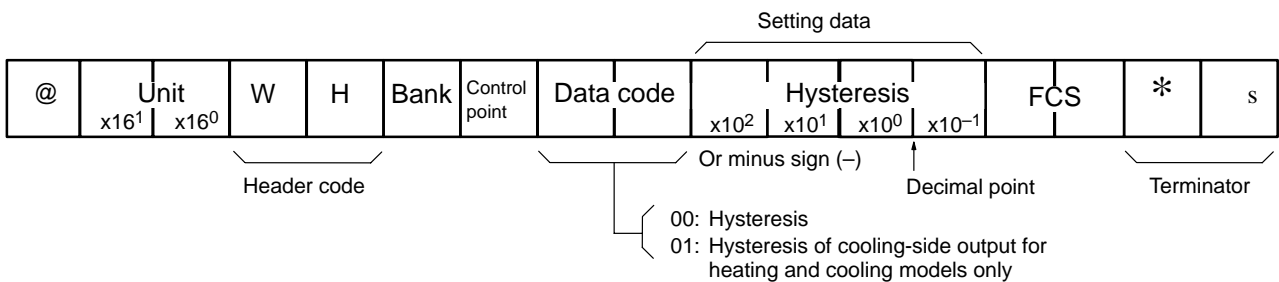 Setting data
@ Unit W H Bank Control point Data code Hysteresis FCS * s
x16¹ x16⁰ x10² x10¹ x10⁰ x10⁻¹
Or minus sign (–)
Header code
Decimal point
Terminator
00: Hysteresis
01: Hysteresis of cooling-side output for
heating and cooling models only